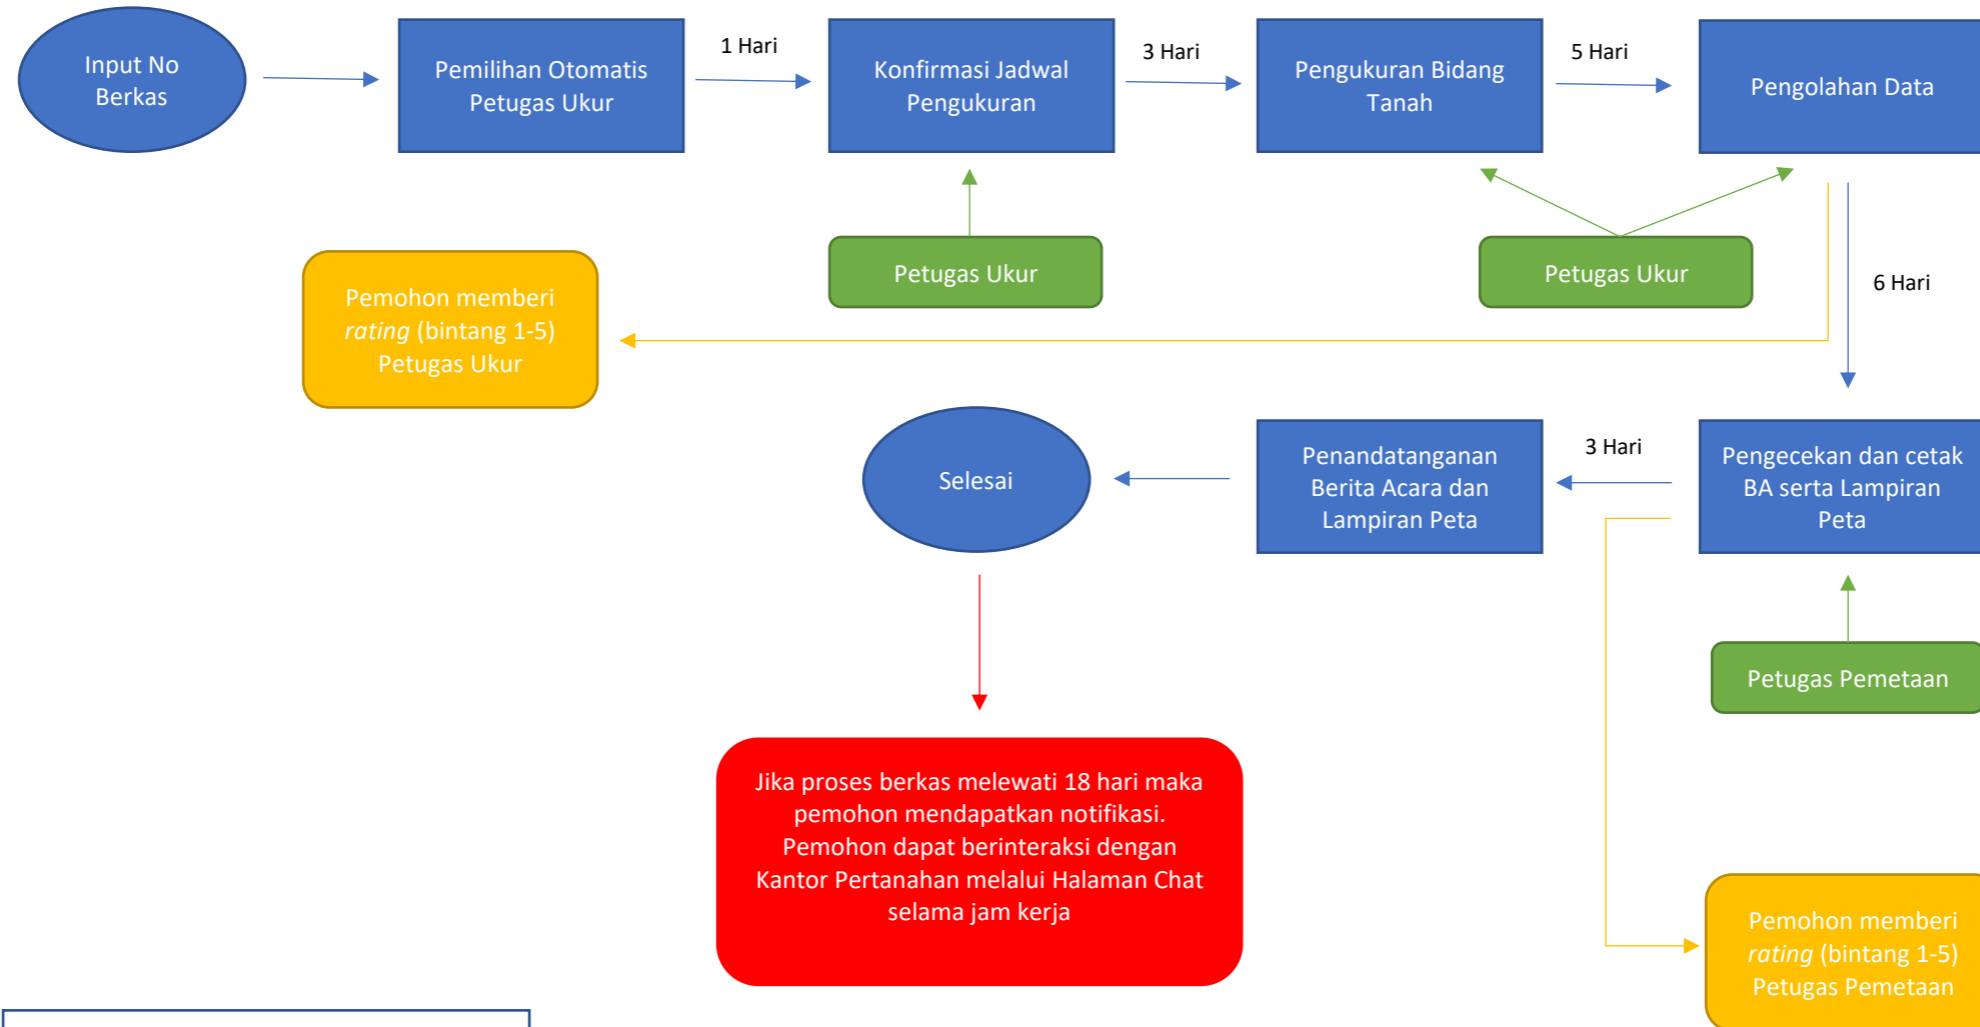 Input No
Berkas
Pemilihan Otomatis
Petugas Ukur
1 Hari
Konfirmasi Jadwal
Pengukuran
3 Hari
Pengukuran Bidang
Tanah
5 Hari
Pengolahan Data
Petugas Ukur
Petugas Ukur
6 Hari
Pemohon memberi
rating (bintang 1-5)
Petugas Ukur
Selesai
Penandatanganan
Berita Acara dan
Lampiran Peta
3 Hari
Pengecekan dan cetak
BA serta Lampiran
Peta
Petugas Pemetaan
Jika proses berkas melewati 18 hari maka
pemohon mendapatkan notifikasi.
Pemohon dapat berinteraksi dengan
Kantor Pertanahan melalui Halaman Chat
selama jam kerja
Pemohon memberi
rating (bintang 1-5)
Petugas Pemetaan